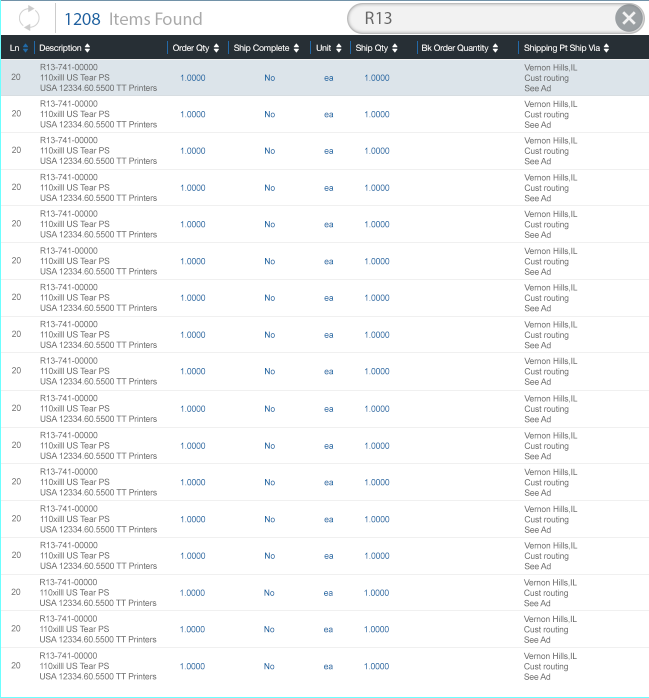 1208 Items Found R13
Ln Description Order Qty Ship Complete Unit Ship Qty Bk Order Quantity Shipping Pt Ship Via
R13-741-00000 Vernon Hills,IL
20 110xilll US Tear PS 1.0000 No ea 1.0000 Cust routing
USA 12334.60.5500 TT Printers See Ad
R13-741-00000 Vernon Hills,IL
20 110xilll US Tear PS 1.0000 No ea 1.0000 Cust routing
USA 12334.60.5500 TT Printers See Ad
R13-741-00000 Vernon Hills,IL
20 110xilll US Tear PS 1.0000 No ea 1.0000 Cust routing
USA 12334.60.5500 TT Printers See Ad
R13-741-00000 Vernon Hills,IL
20 110xilll US Tear PS 1.0000 No ea 1.0000 Cust routing
USA 12334.60.5500 TT Printers See Ad
R13-741-00000 Vernon Hills,IL
20 110xilll US Tear PS 1.0000 No ea 1.0000 Cust routing
USA 12334.60.5500 TT Printers See Ad
R13-741-00000 Vernon Hills,IL
20 110xilll US Tear PS 1.0000 No ea 1.0000 Cust routing
USA 12334.60.5500 TT Printers See Ad
R13-741-00000 Vernon Hills,IL
20 110xilll US Tear PS 1.0000 No ea 1.0000 Cust routing
USA 12334.60.5500 TT Printers See Ad
R13-741-00000 Vernon Hills,IL
20 110xilll US Tear PS 1.0000 No ea 1.0000 Cust routing
USA 12334.60.5500 TT Printers See Ad
R13-741-00000 Vernon Hills,IL
20 110xilll US Tear PS 1.0000 No ea 1.0000 Cust routing
USA 12334.60.5500 TT Printers See Ad
R13-741-00000 Vernon Hills,IL
20 110xilll US Tear PS 1.0000 No ea 1.0000 Cust routing
USA 12334.60.5500 TT Printers See Ad
R13-741-00000 Vernon Hills,IL
20 110xilll US Tear PS 1.0000 No ea 1.0000 Cust routing
USA 12334.60.5500 TT Printers See Ad
R13-741-00000 Vernon Hills,IL
20 110xilll US Tear PS 1.0000 No ea 1.0000 Cust routing
USA 12334.60.5500 TT Printers See Ad
R13-741-00000 Vernon Hills,IL
20 110xilll US Tear PS 1.0000 No ea 1.0000 Cust routing
USA 12334.60.5500 TT Printers See Ad
R13-741-00000 Vernon Hills,IL
20 110xilll US Tear PS 1.0000 No ea 1.0000 Cust routing
USA 12334.60.5500 TT Printers See Ad
R13-741-00000 Vernon Hills,IL
20 110xilll US Tear PS 1.0000 No ea 1.0000 Cust routing
USA 12334.60.5500 TT Printers See Ad
R13-741-00000 Vernon Hills,IL
20 110xilll US Tear PS 1.0000 No ea 1.0000 Cust routing
USA 12334.60.5500 TT Printers See Ad
R13-741-00000 Vernon Hills,IL
20 110xilll US Tear PS 1.0000 No ea 1.0000 Cust routing
USA 12334.60.5500 TT Printers See Ad